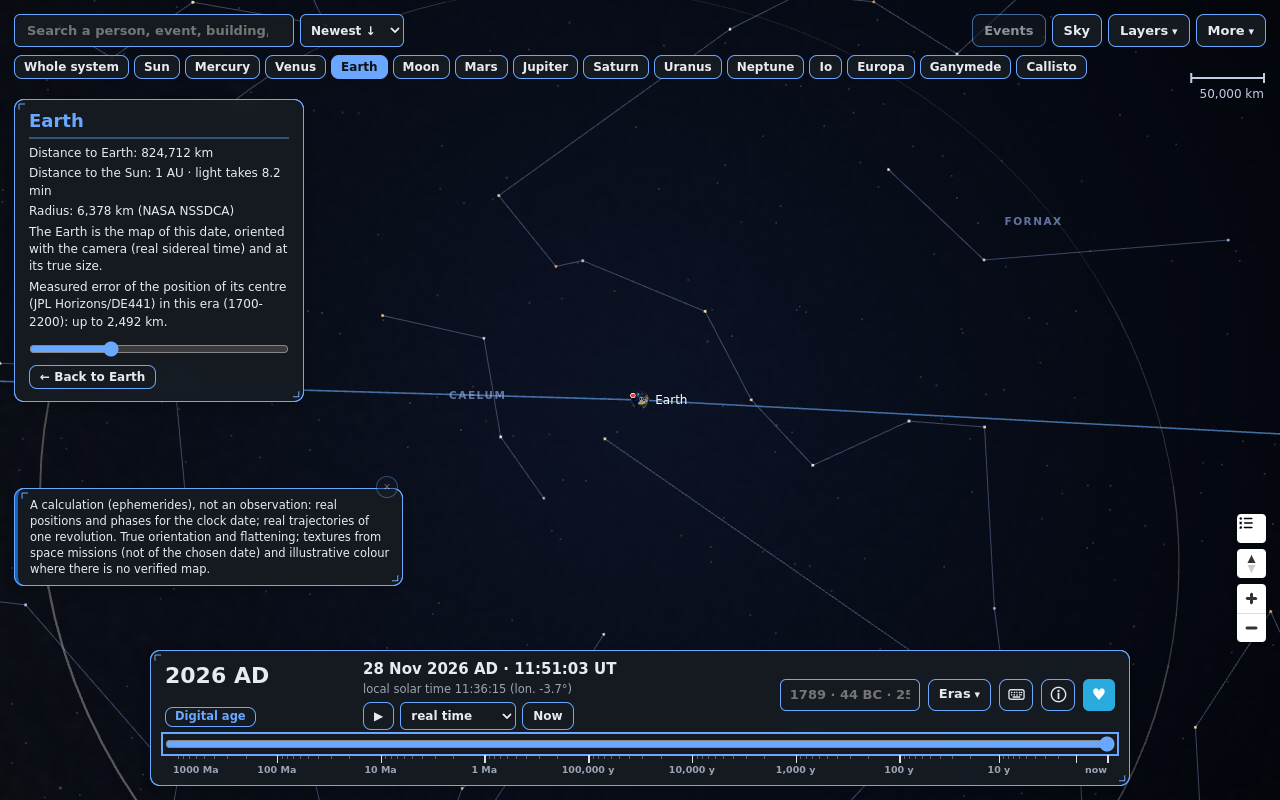 Search a person, event, building,
Newest ↓
Events
Sky
Layers ▾
More ▾
Whole system
Sun
Mercury
Venus
Earth
Moon
Mars
Jupiter
Saturn
Uranus
Neptune
Io
Europa
Ganymede
Callisto
50,000 km
Earth
Distance to Earth: 824,712 km
Distance to the Sun: 1 AU · light takes 8.2
min
Radius: 6,378 km (NASA NSSDCA)
The Earth is the map of this date, oriented
with the camera (real sidereal time) and at
its true size.
Measured error of the position of its centre
(JPL Horizons/DE441) in this era (1700-
2200): up to 2,492 km.
← Back to Earth
FORNAX
CAELUM
Earth
A calculation (ephemerides), not an observation: real
positions and phases for the clock date; real trajectories of
one revolution. True orientation and flattening; textures from
space missions (not of the chosen date) and illustrative colour
where there is no verified map.
2026 AD
Digital age
28 Nov 2026 AD · 11:51:03 UT
local solar time 11:36:15 (lon. -3.7°)
real time
Now
1789 · 44 BC · 25
Eras ▾
1000 Ma
100 Ma
10 Ma
1 Ma
100,000 y
10,000 y
1,000 y
100 y
10 y
now